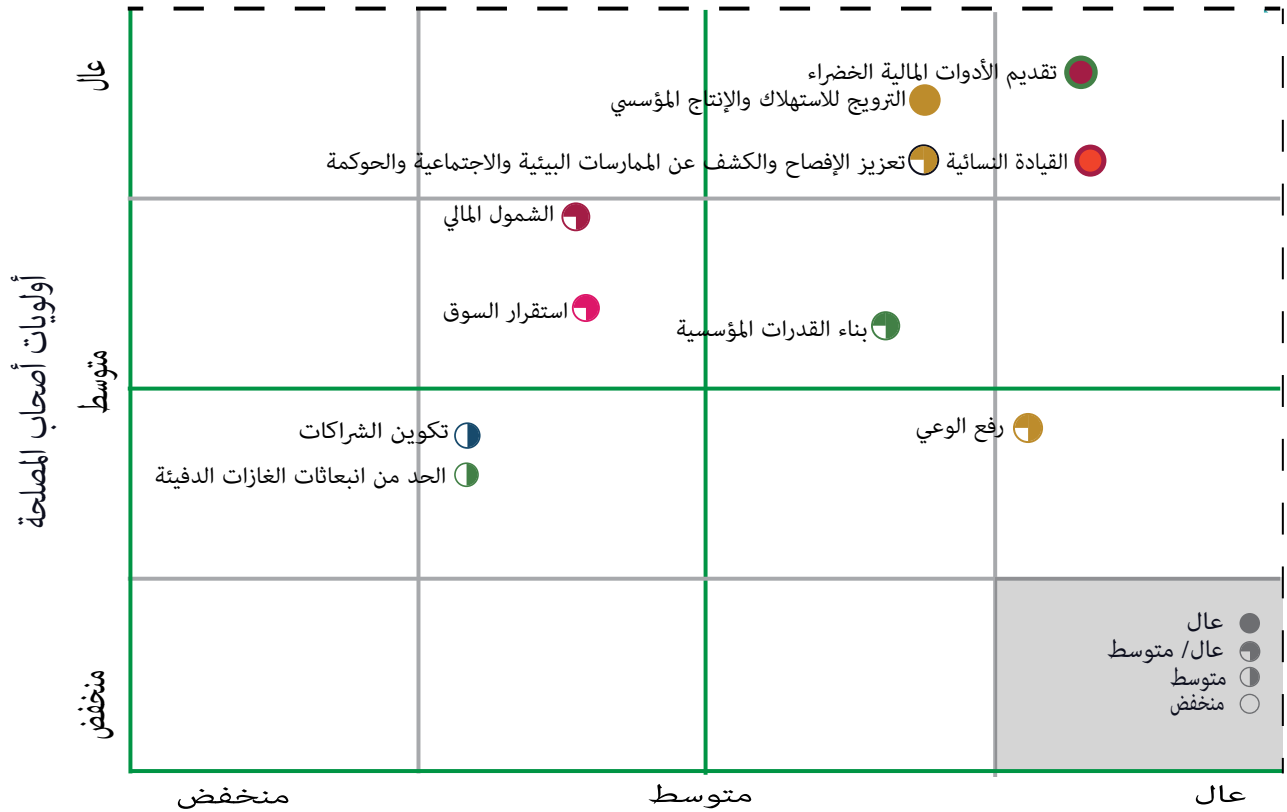 عال
تقديم الأدوات المالية الخضراء
الترويج للاستهلاك والإنتاج المؤسسي
القيادة النسائية
تعزيز الإفصاح والكشف عن الممارسات البيئية والاجتماعية والحوكمة
الشمول المالي
استقرار السوق
بناء القدرات المؤسسية
أولويات أصحاب المصلحة
متوسط
رفع الوعي
تكوين الشراكات
الحد من انبعاثات الغازات الدفيئة
عال
عال/ متوسط
متوسط
منخفض
منخفض
عال
متوسط
منخفض